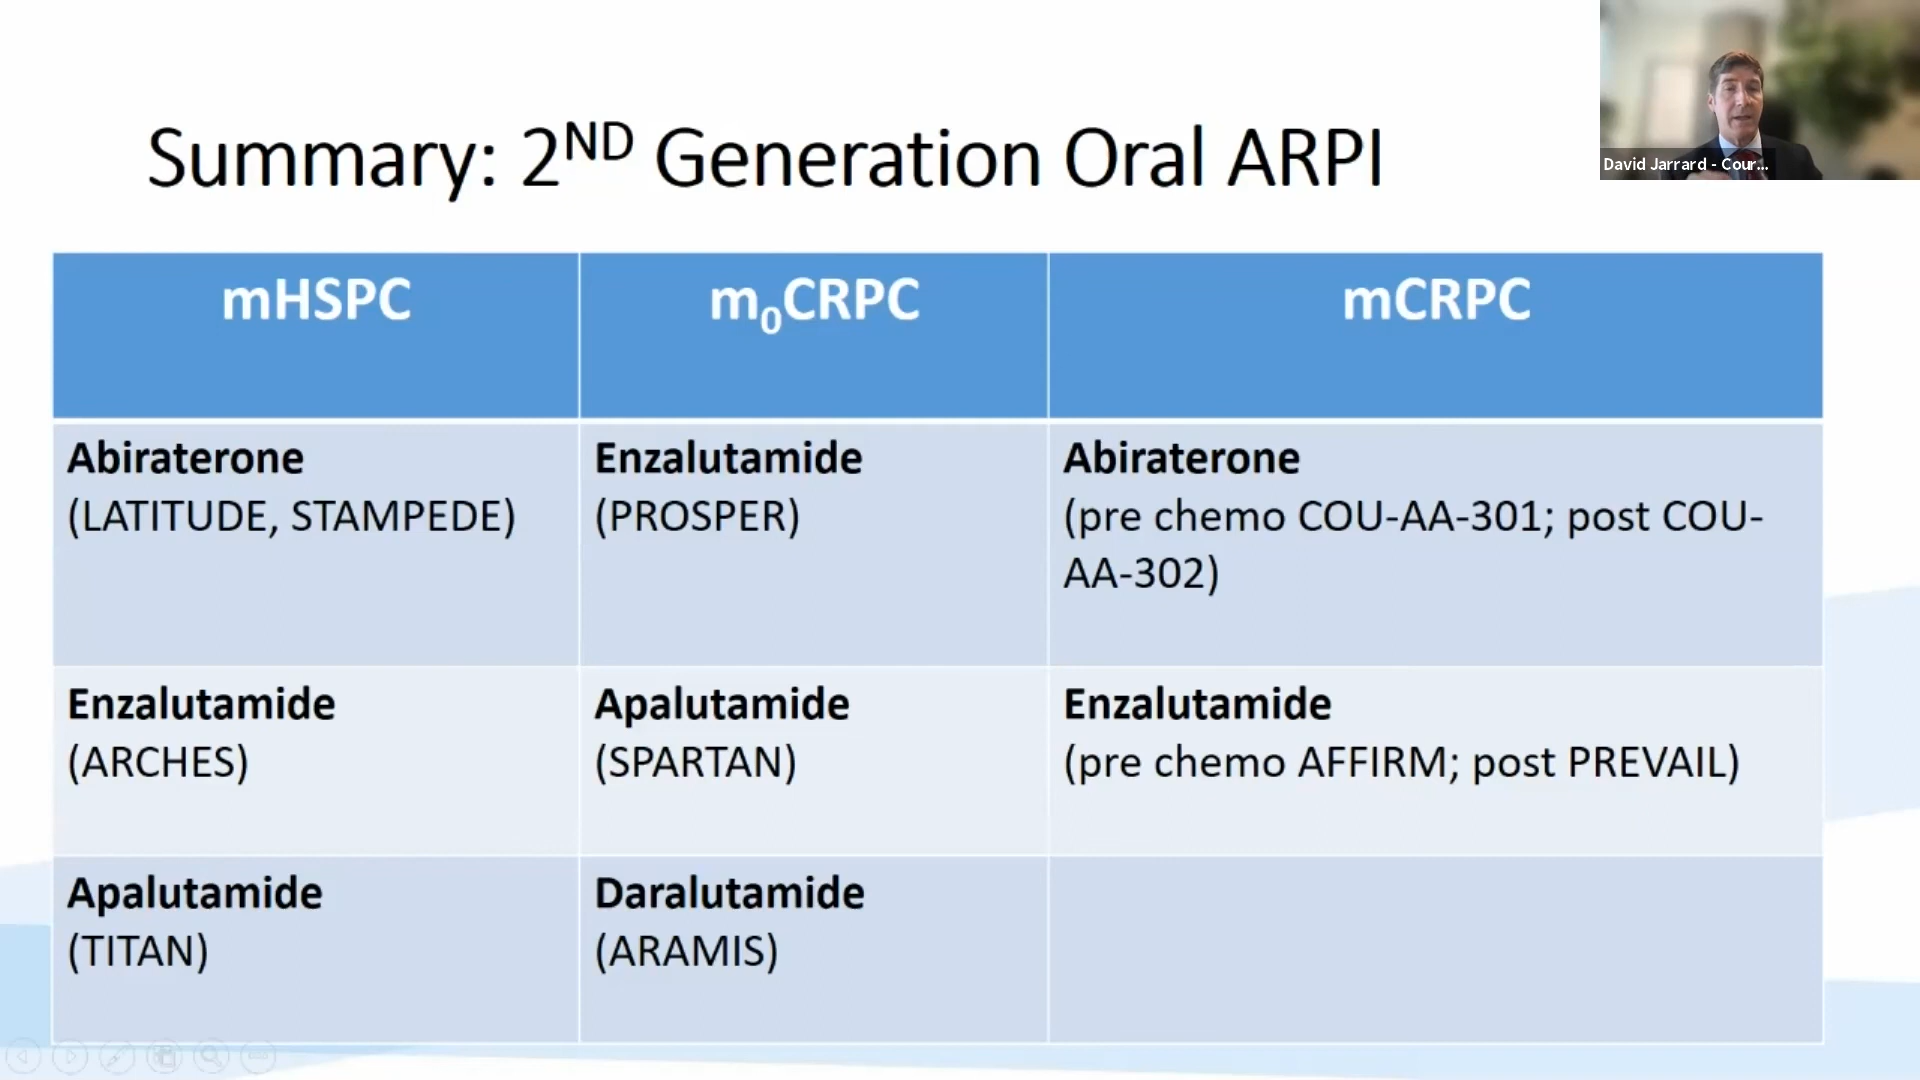 David Jarrard - Cour...
Summary: 2ND Generation Oral ARPI
mHSPC
m0CRPC
mCRPC
Abiraterone
(LATITUDE, STAMPEDE)
Enzalutamide
(PROSPER)
Abiraterone
(pre chemo COU-AA-301; post COU-
AA-302)
Enzalutamide
(ARCHES)
Apalutamide
(SPARTAN)
Enzalutamide
(pre chemo AFFIRM; post PREVAIL)
Apalutamide
(TITAN)
Daralutamide
(ARAMIS)